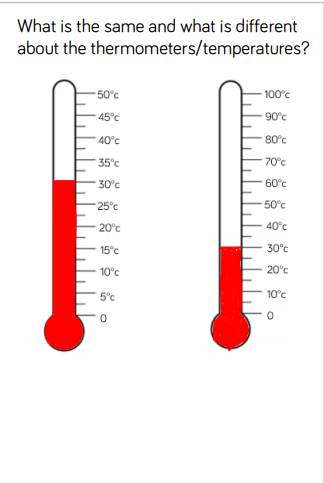 What is the same and what is different
about the thermometers/temperatures?
50°c
45°c
40°c
35°c
30°c
25°c
20°c
15°c
10°c
5°c
0
100°c
90°c
80°c
70°c
60°c
50°c
40°c
30°c
20°c
10°c
0